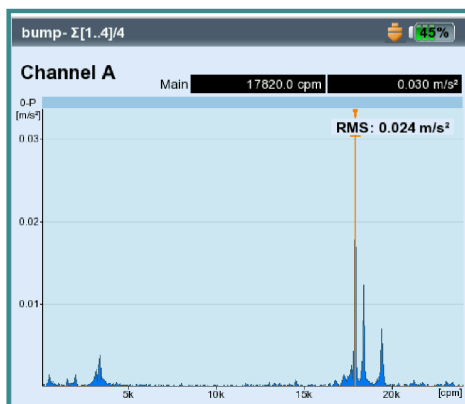 bump- Σ[1..4]/4 45%
Channel A
Main 17820.0 cpm 0.030 m/s²
0-P
[m/s²]
RMS: 0.024 m/s²
0.03
0.02
0.01
5k 10k 15k 20k [cpm]